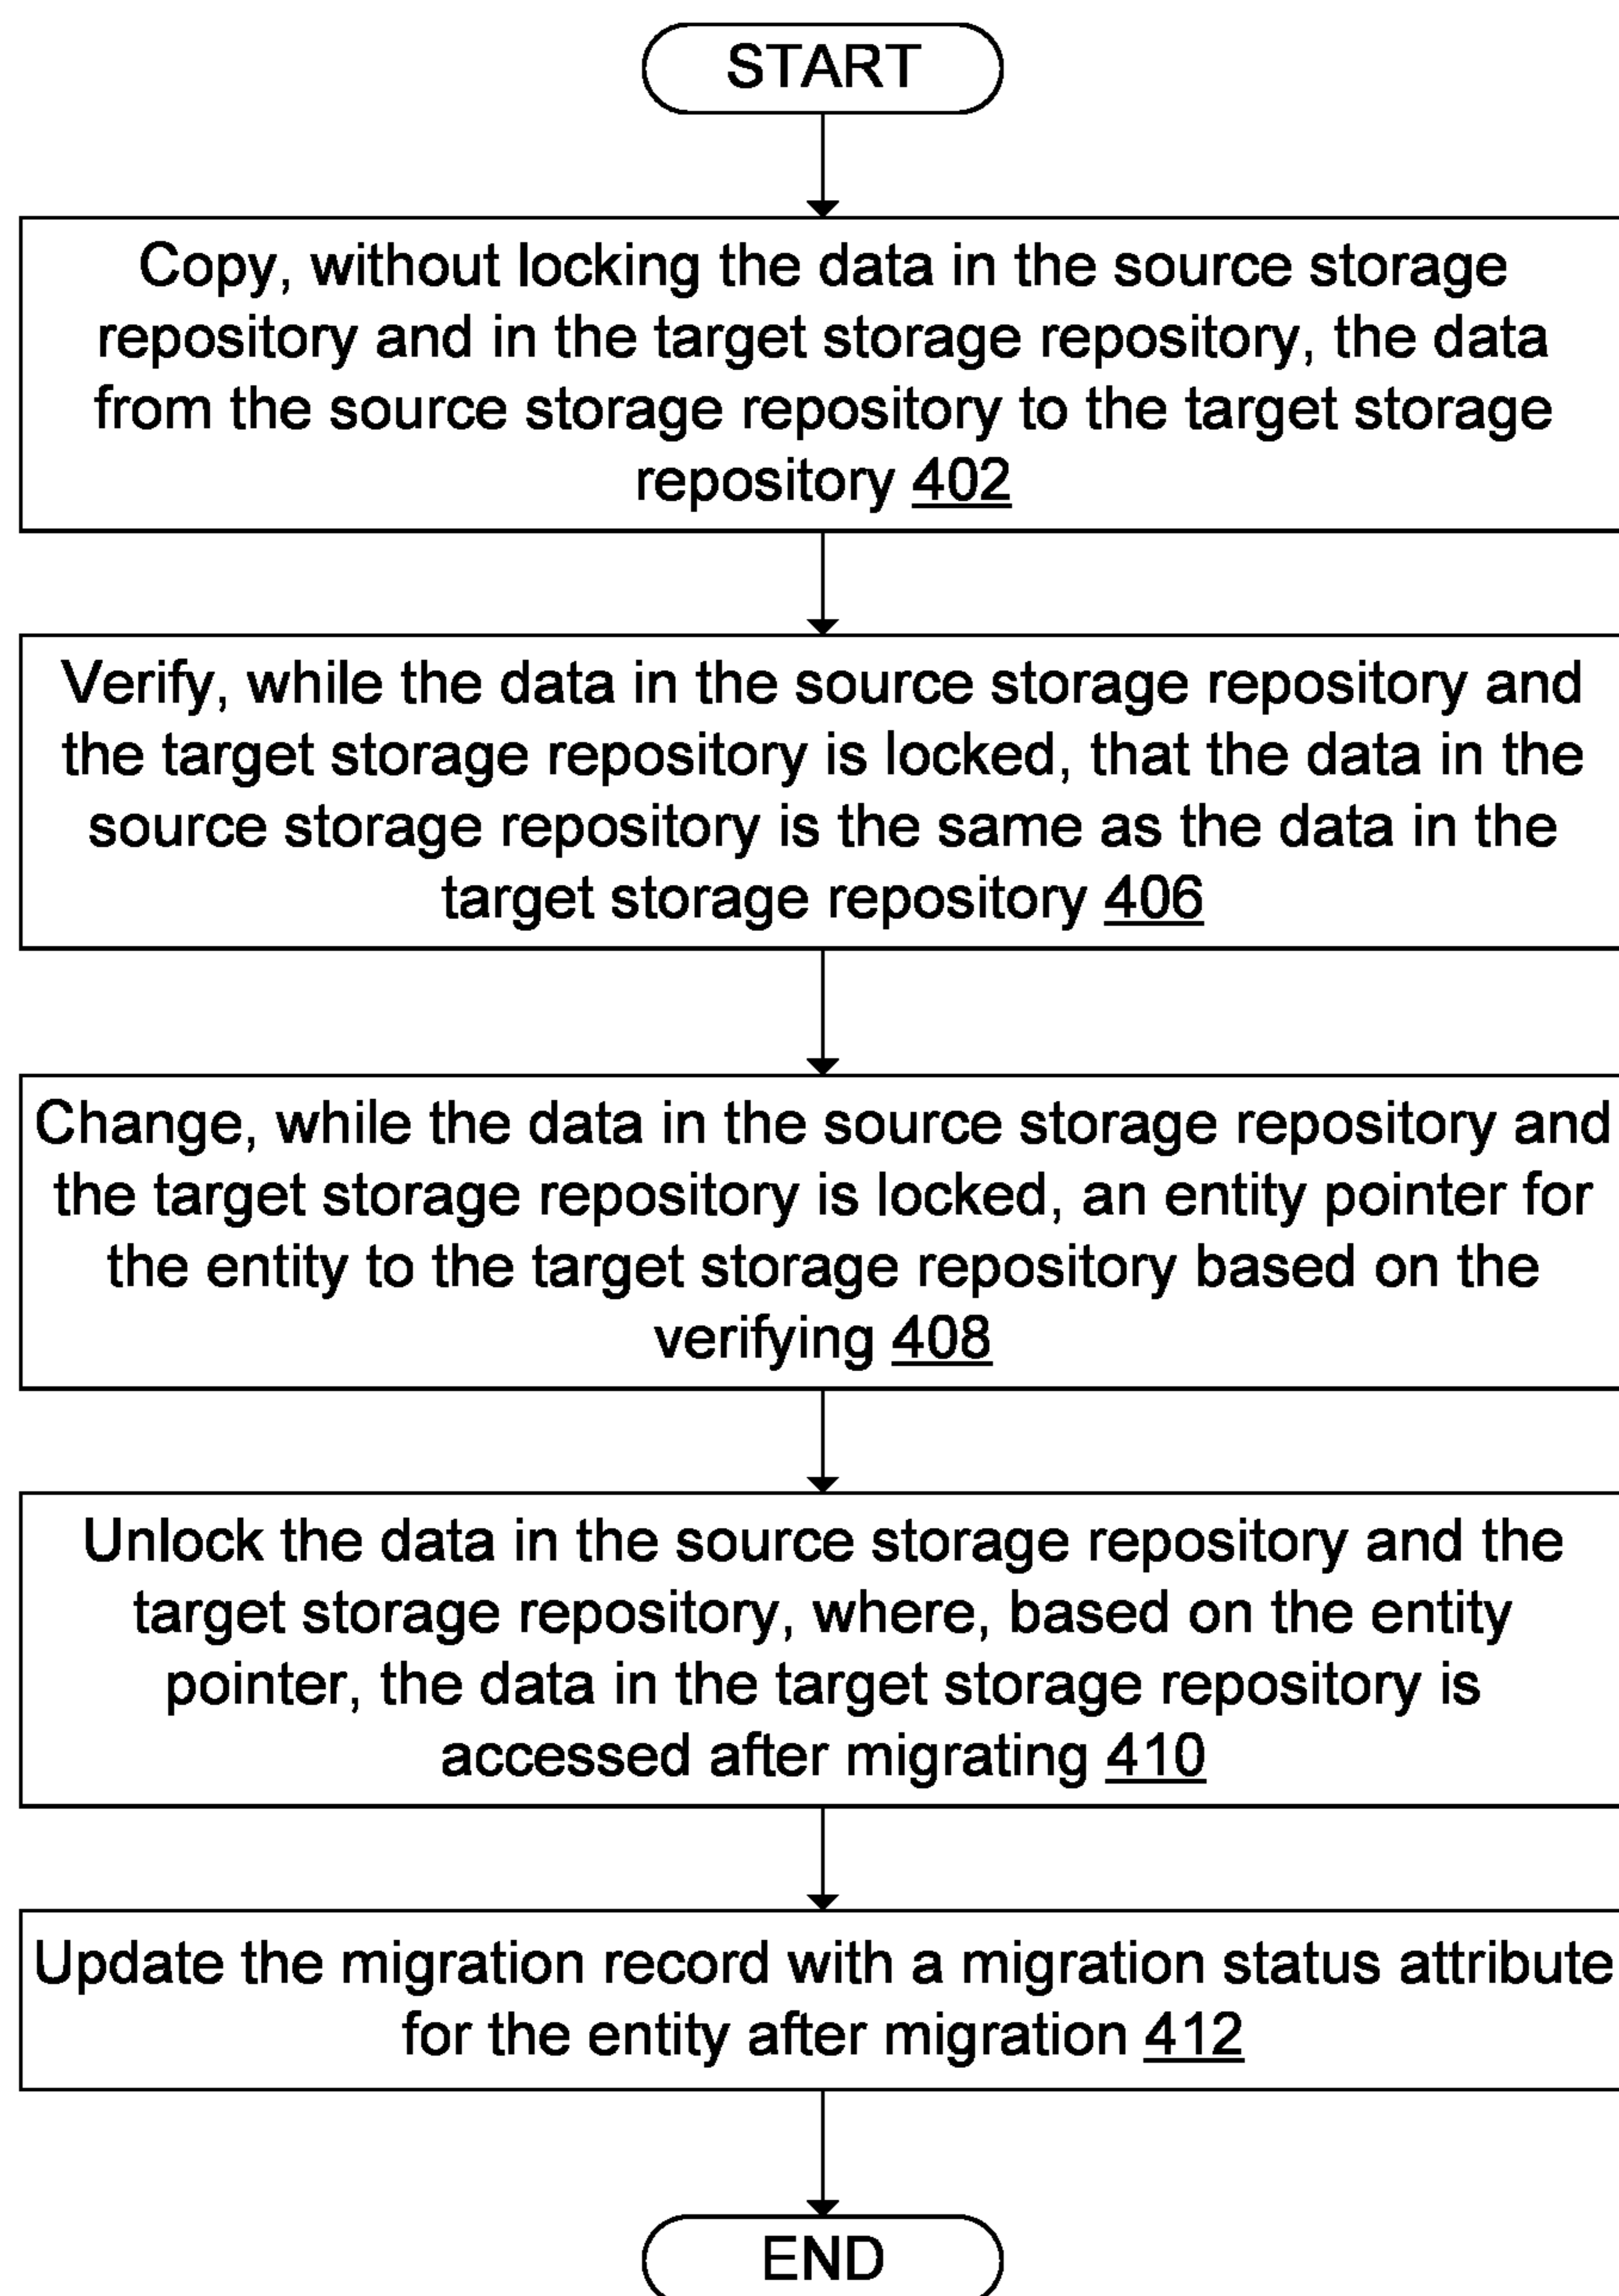 START
Copy, without locking the data in the source storage
repository and in the target storage repository, the data
from the source storage repository to the target storage
repository 402
Verify, while the data in the source storage repository and
the target storage repository is locked, that the data in the
source storage repository is the same as the data in the
target storage repository 406
Change, while the data in the source storage repository and
the target storage repository is locked, an entity pointer for
the entity to the target storage repository based on the
verifying 408
Unlock the data in the source storage repository and the
target storage repository, where, based on the entity
pointer, the data in the target storage repository is
accessed after migrating 410
Update the migration record with a migration status attribute
for the entity after migration 412
END